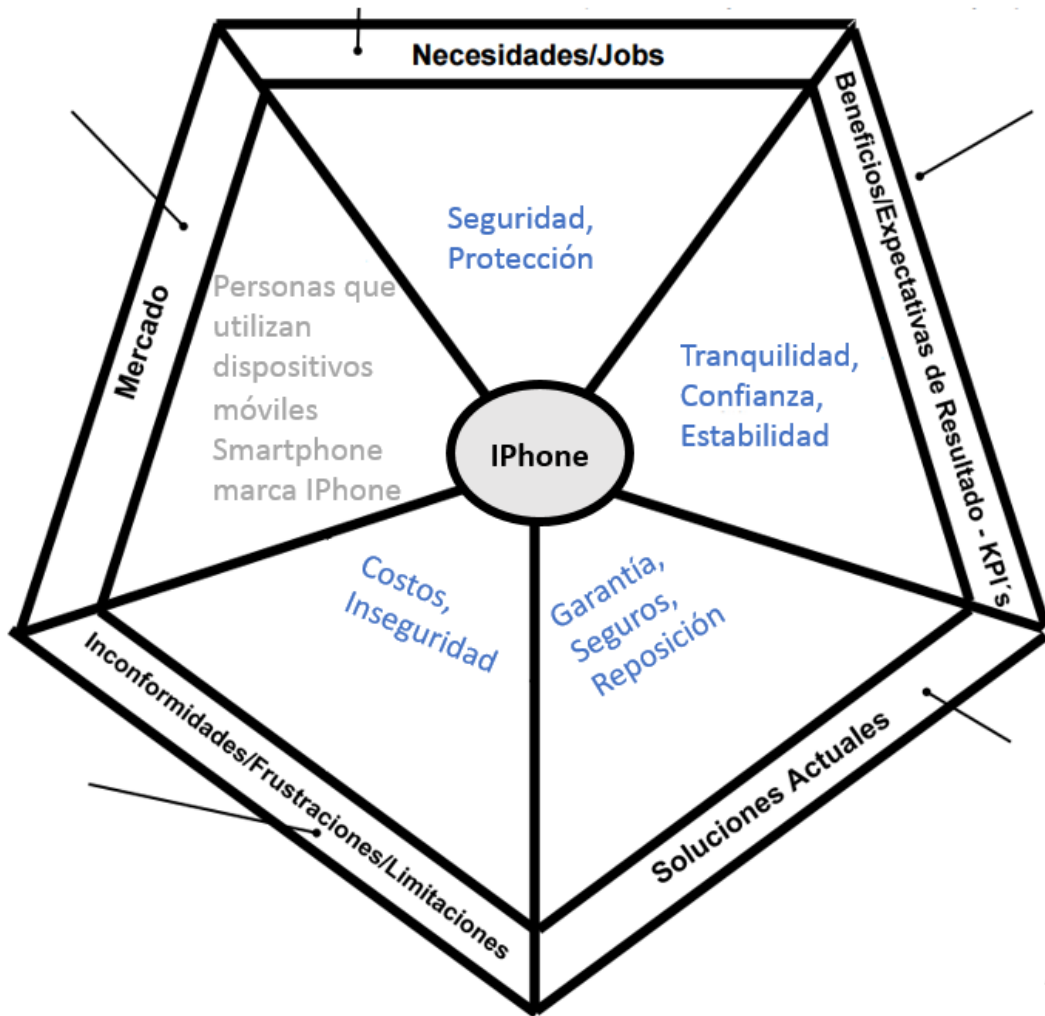 Necesidades/Jobs
Beneficios/Expectativas de Resultado - KPI´s
Mercado
Seguridad,
Protección
Personas que
utilizan
dispositivos
móviles
Smartphone
marca IPhone
Tranquilidad,
Confianza,
Estabilidad
IPhone
Costos,
Inseguridad
Garantía,
Seguros,
Reposición
Inconformidades/Frustraciones/Limitaciones
Soluciones Actuales